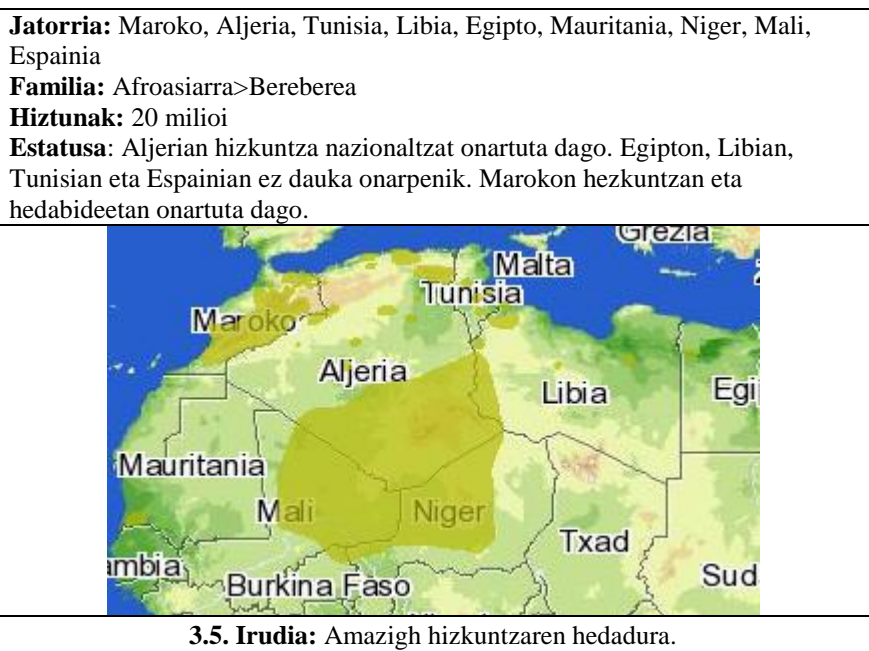 Jatorria: Maroko, Aljeria, Tunisia, Libia, Egipto, Mauritania, Niger, Mali,
Espainia
Familia: Afroasiarra>Bereberea
Hiztunak: 20 milioi
Estatusa: Aljerian hizkuntza nazionaltzat onartuta dago. Egipton, Libian,
Tunisian eta Espainian ez dauka onarpenik. Marokon hezkuntzan eta
hedabideetan onartuta dago.
Grezia
Malta
Tunisia
Maroko
Aljeria
Libia
Egi
Mauritania
Mali
Niger
Txad
ambia
Burkina Faso
Sud
3.5. Irudia: Amazigh hizkuntzaren hedadura.